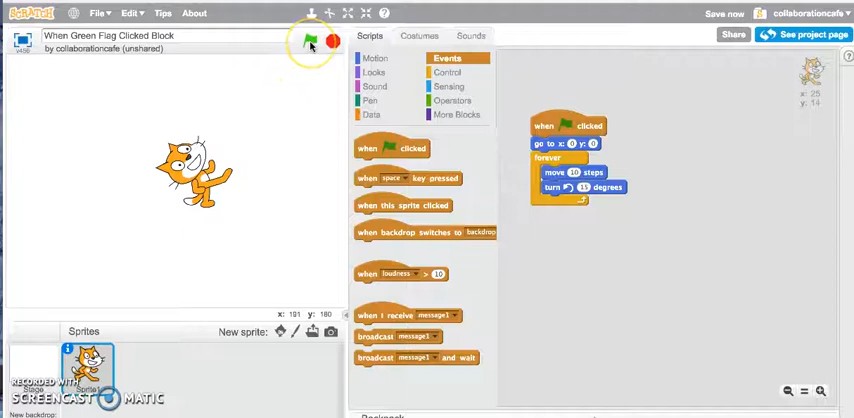 SCRATCH File Edit Tips About Save now collaborationcafe
When Green Flag Clicked Block
by collaborationcafe (unshared)
v456
Scripts Costumes Sounds
Share See project page
Motion Events
Looks Control
Sound Sensing
Pen Operators
Data More Blocks
x: 25
y: 14
when clicked
when space key pressed
when this sprite clicked
when backdrop switches to backdrop
when loudness > 10
when I receive message1
broadcast message1
broadcast message1 and wait
when clicked
go to x: 0 y: 0
forever
move 10 steps
turn 15 degrees
x: 191 y: 180
Sprites New sprite:
Stage Sprite1
New backdrop:
RECORDED WITH
SCREENCAST MATIC
Backpack